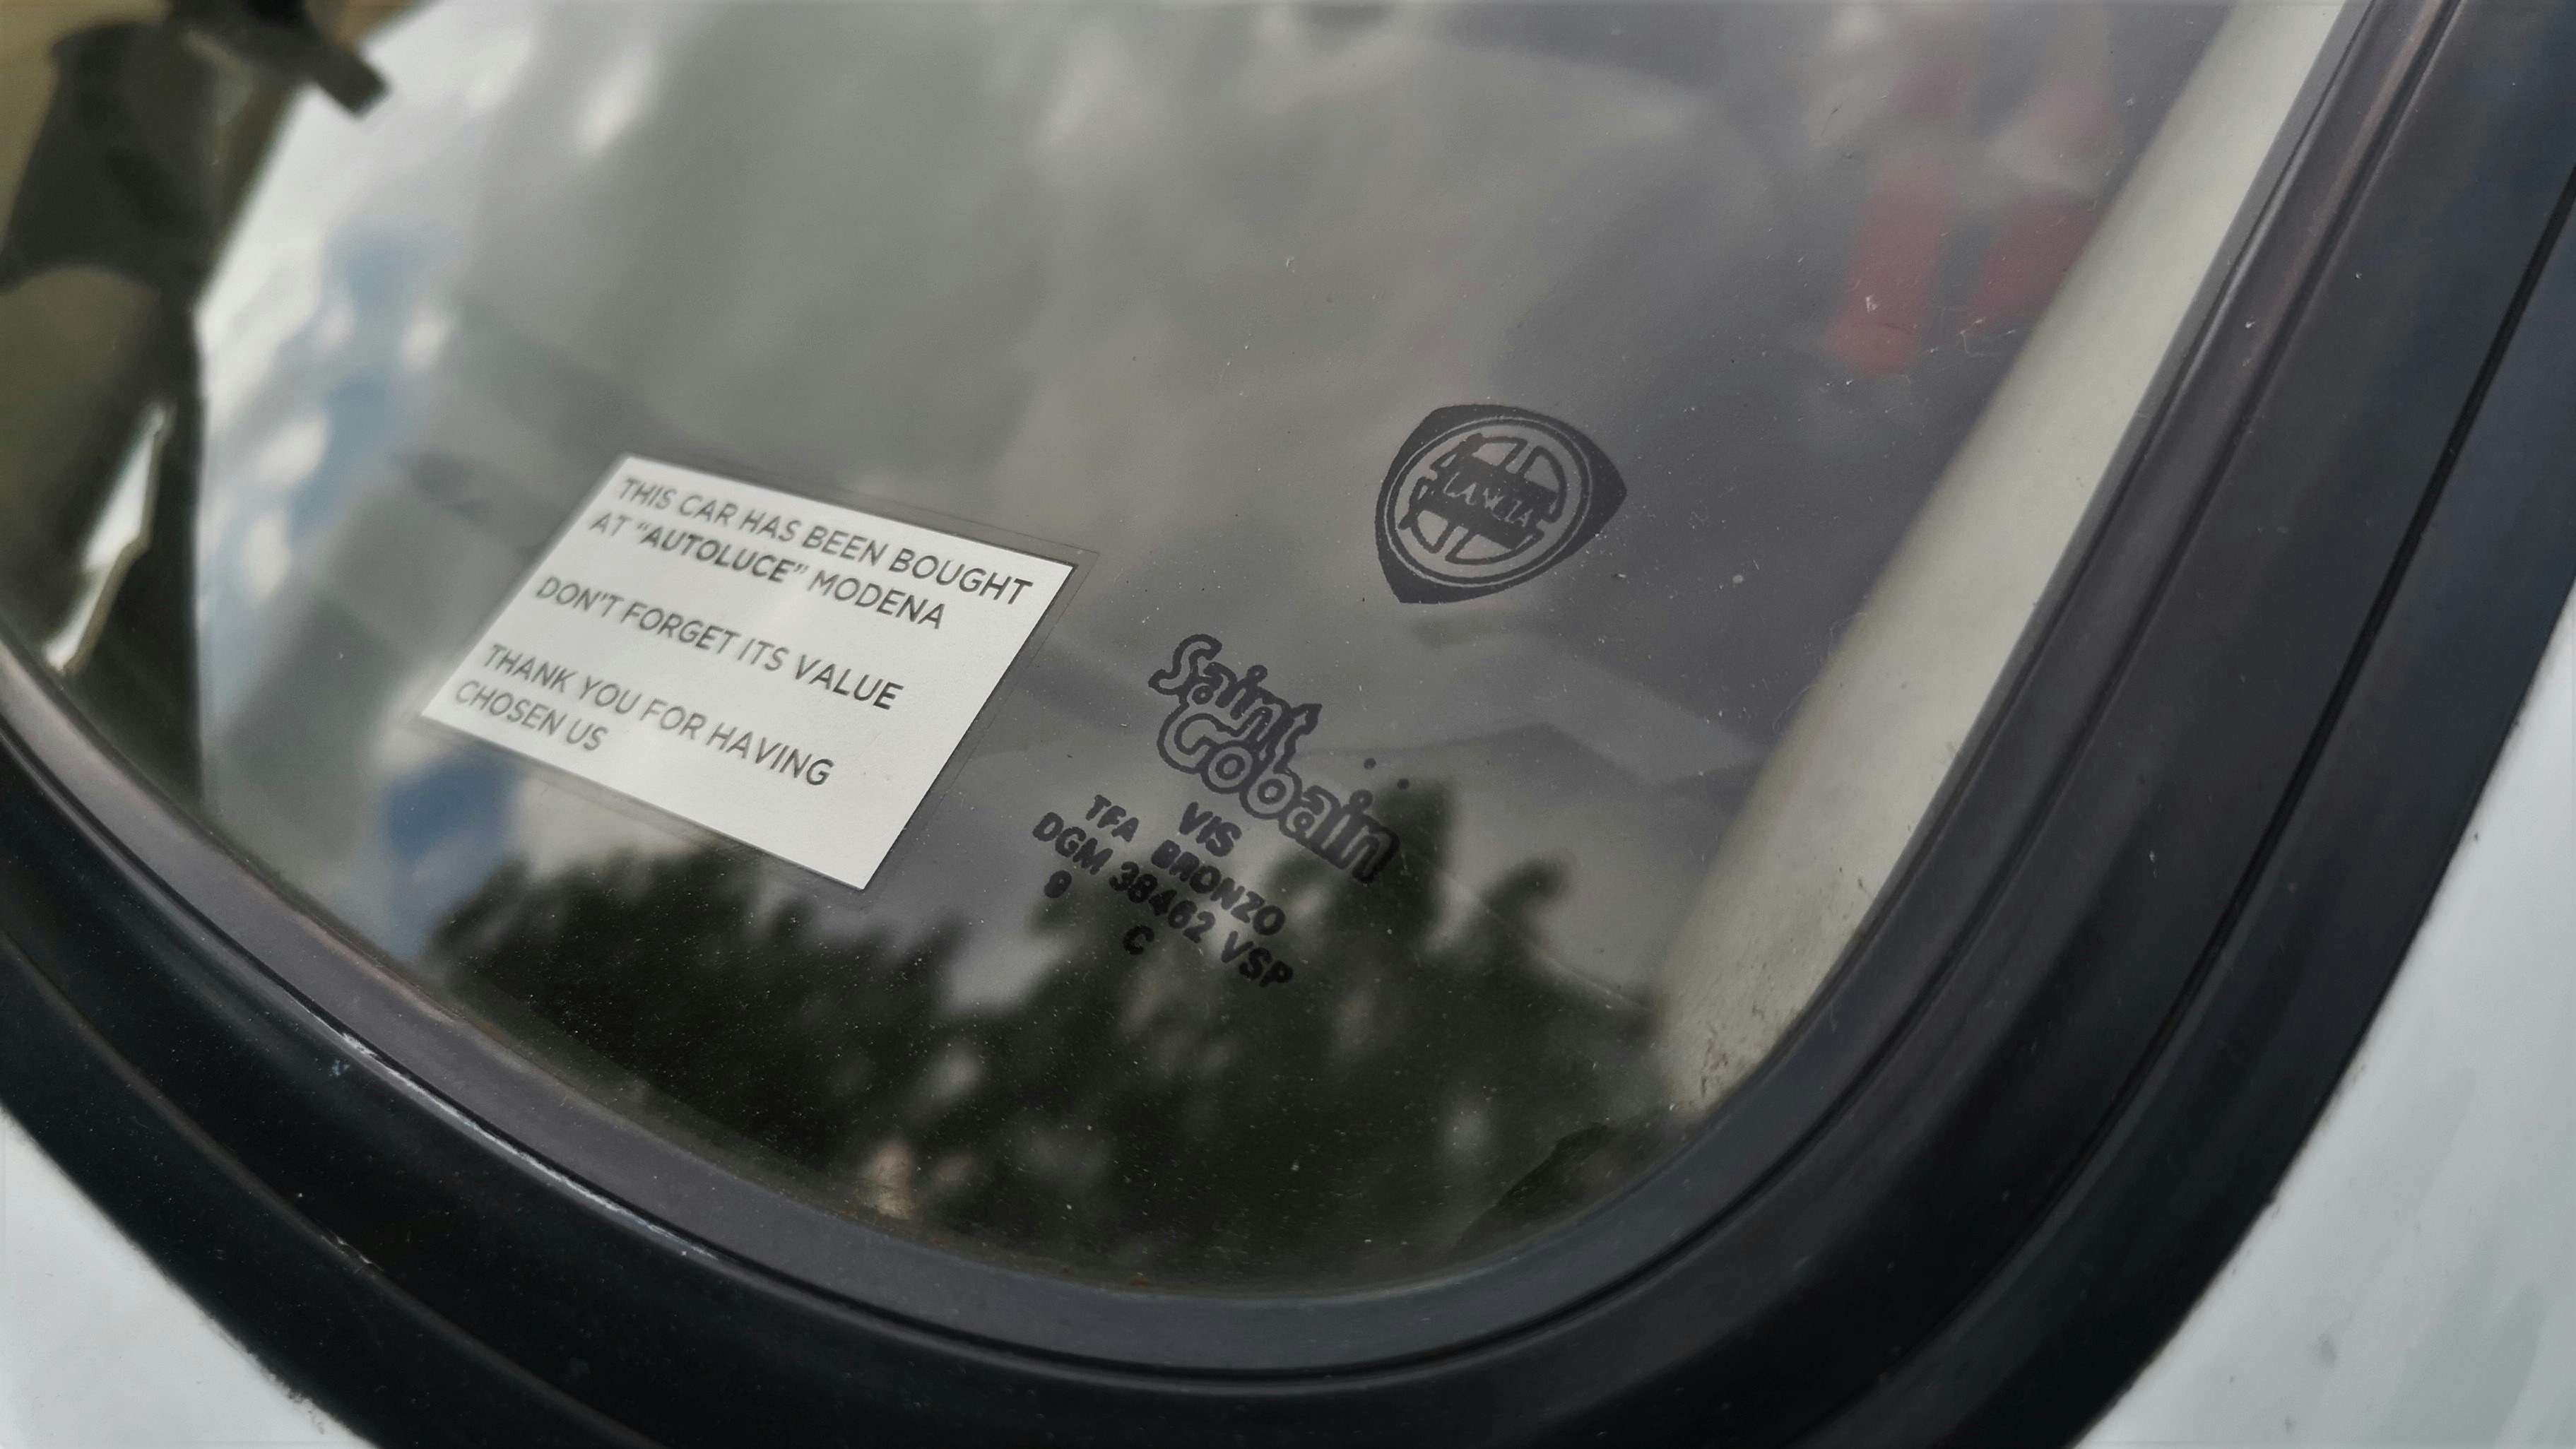 THIS CAR HAS BEEN BOUGHT
AT "AUTOLUCE" MODENA
DON'T FORGET ITS VALUE
THANK YOU FOR HAVING
CHOSEN US
LANCIA
Saint
Gobain
VIS
TFA BRONZO
DGM 38462 VSP
9 C